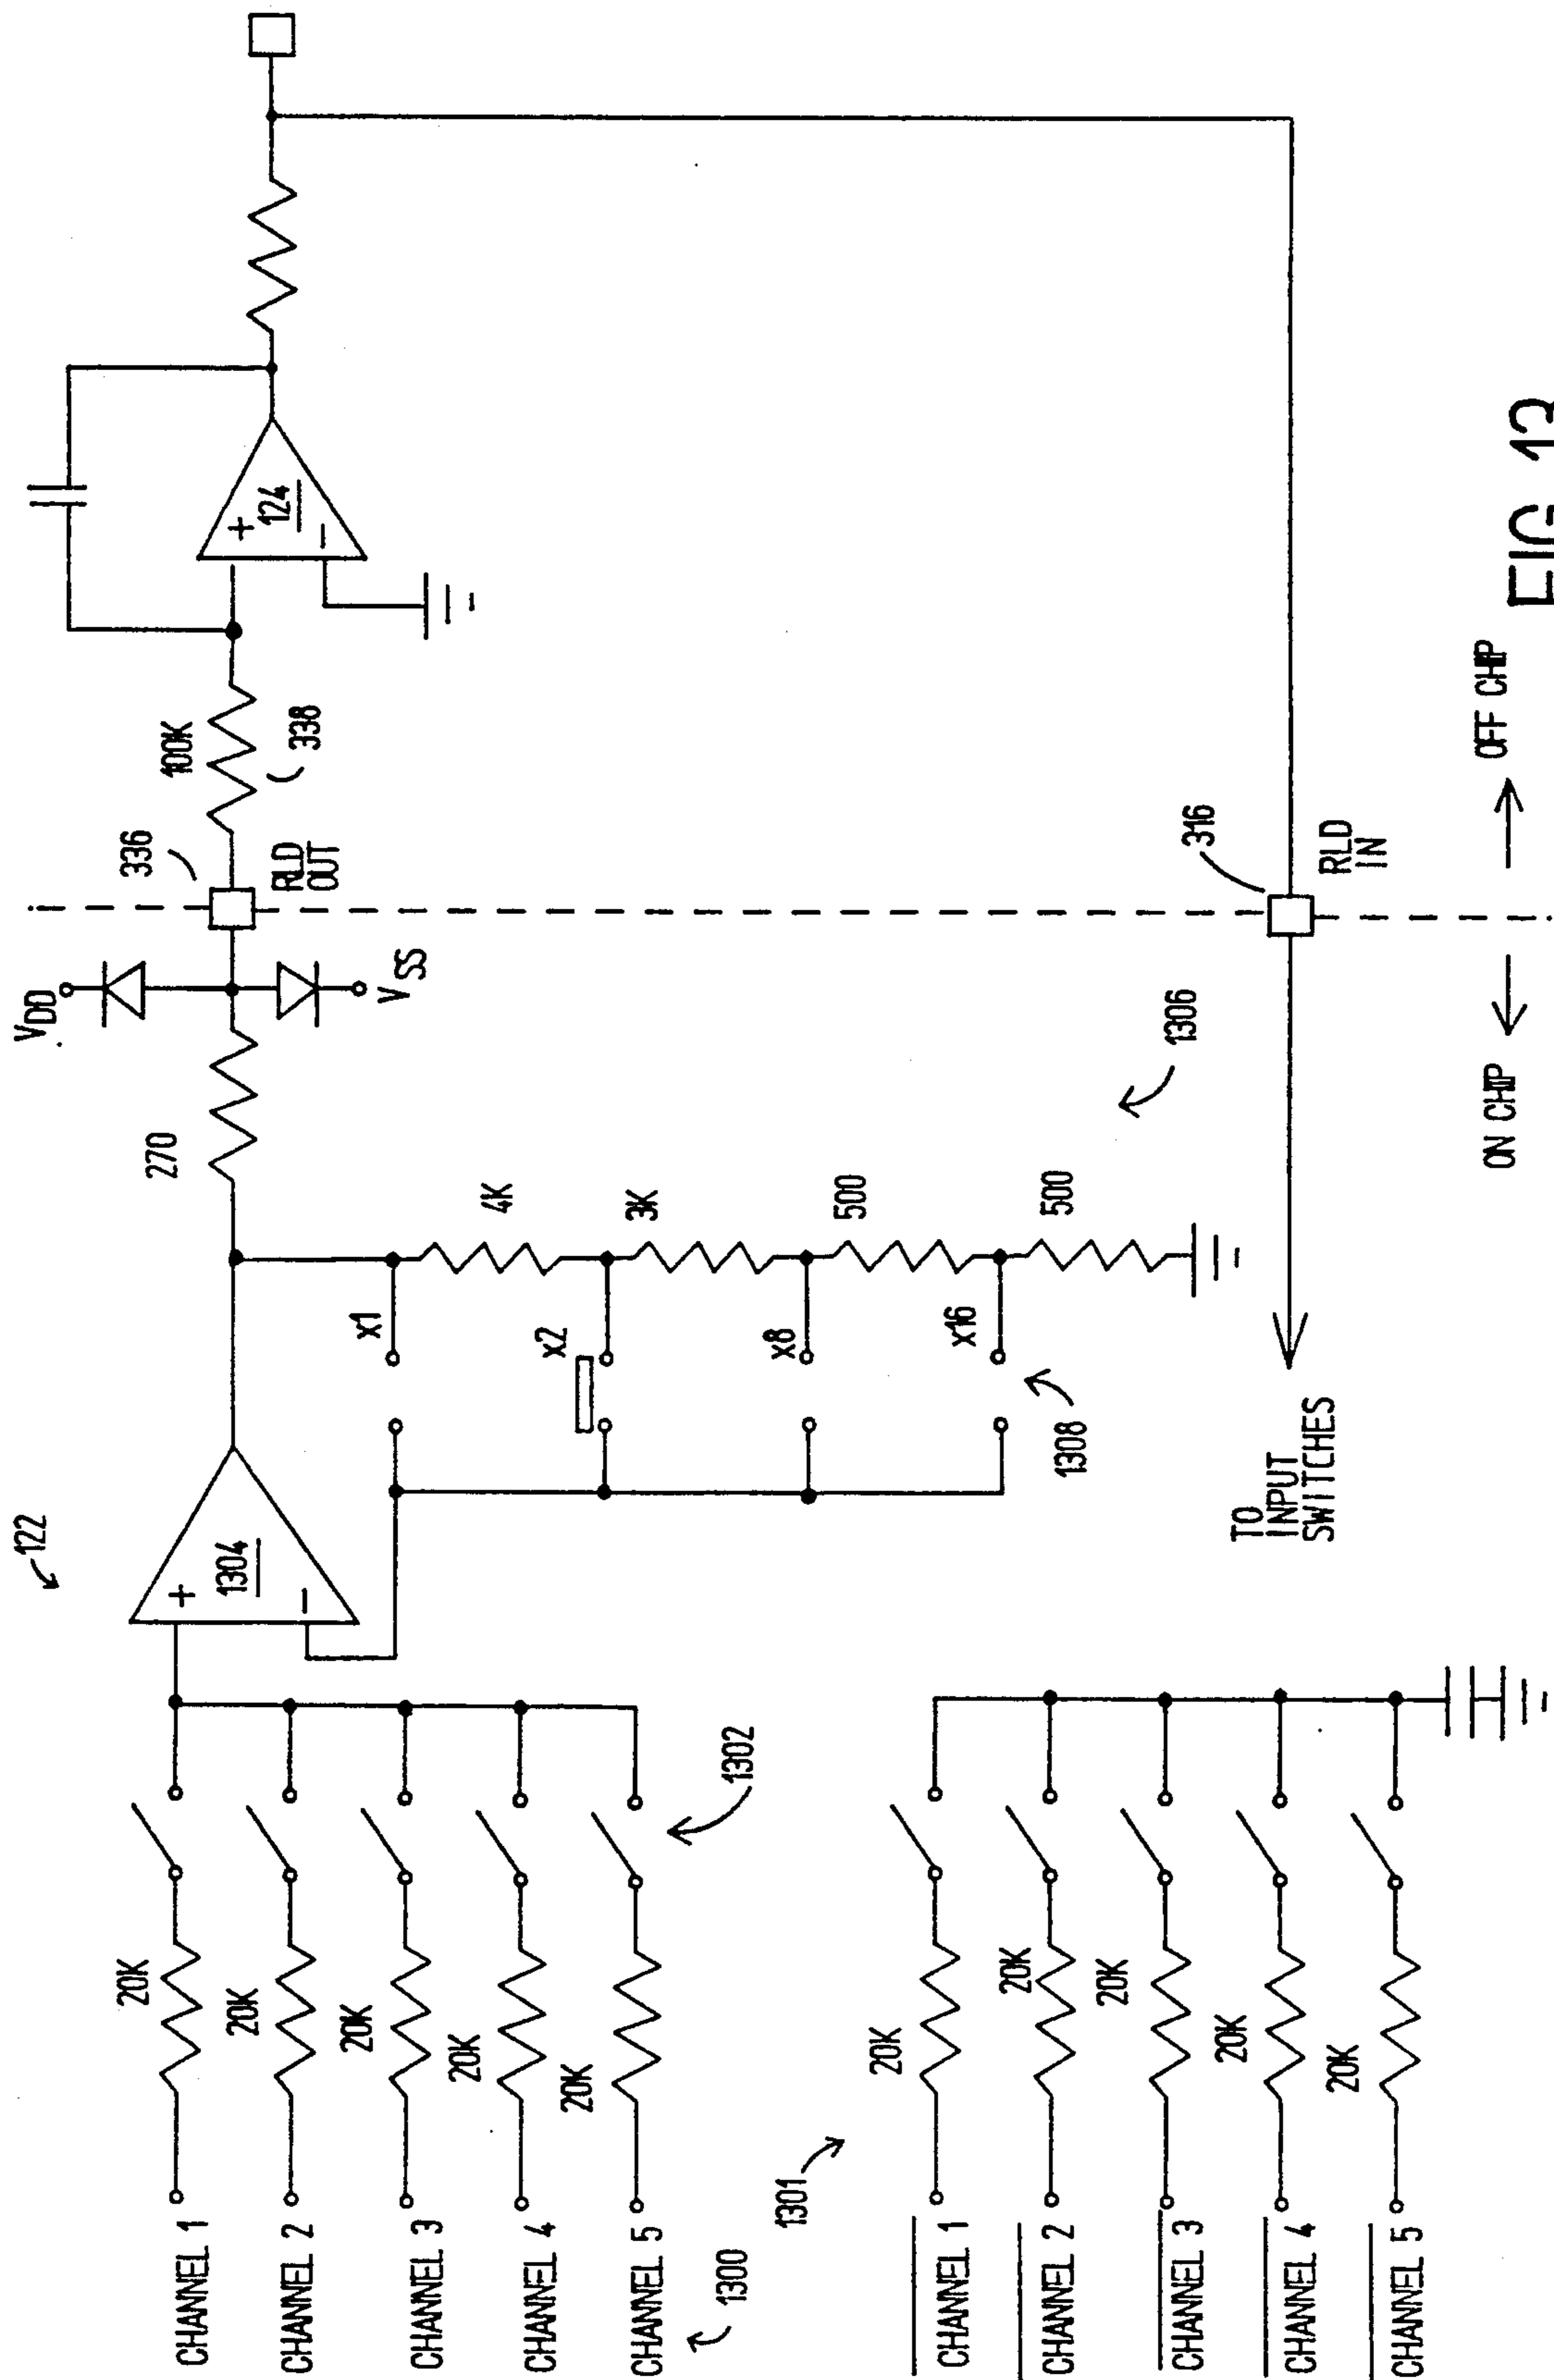 CHANNEL 1
20K
CHANNEL 2
20K
CHANNEL 3
20K
CHANNEL 4
20K
CHANNEL 5
20K
1300
1302
122
+
1304
−
x1
x2
x8
x16
1308
4K
3K
500
500
1306
270
VDD
VSS
336
RLD
OUT
100K
338
+
124
−
1301
CHANNEL 1
20K
CHANNEL 2
20K
CHANNEL 3
20K
CHANNEL 4
20K
CHANNEL 5
20K
TO
INPUT
SWITCHES
316
RLD
IN
ON CHIP
OFF CHIP
FIG. 13